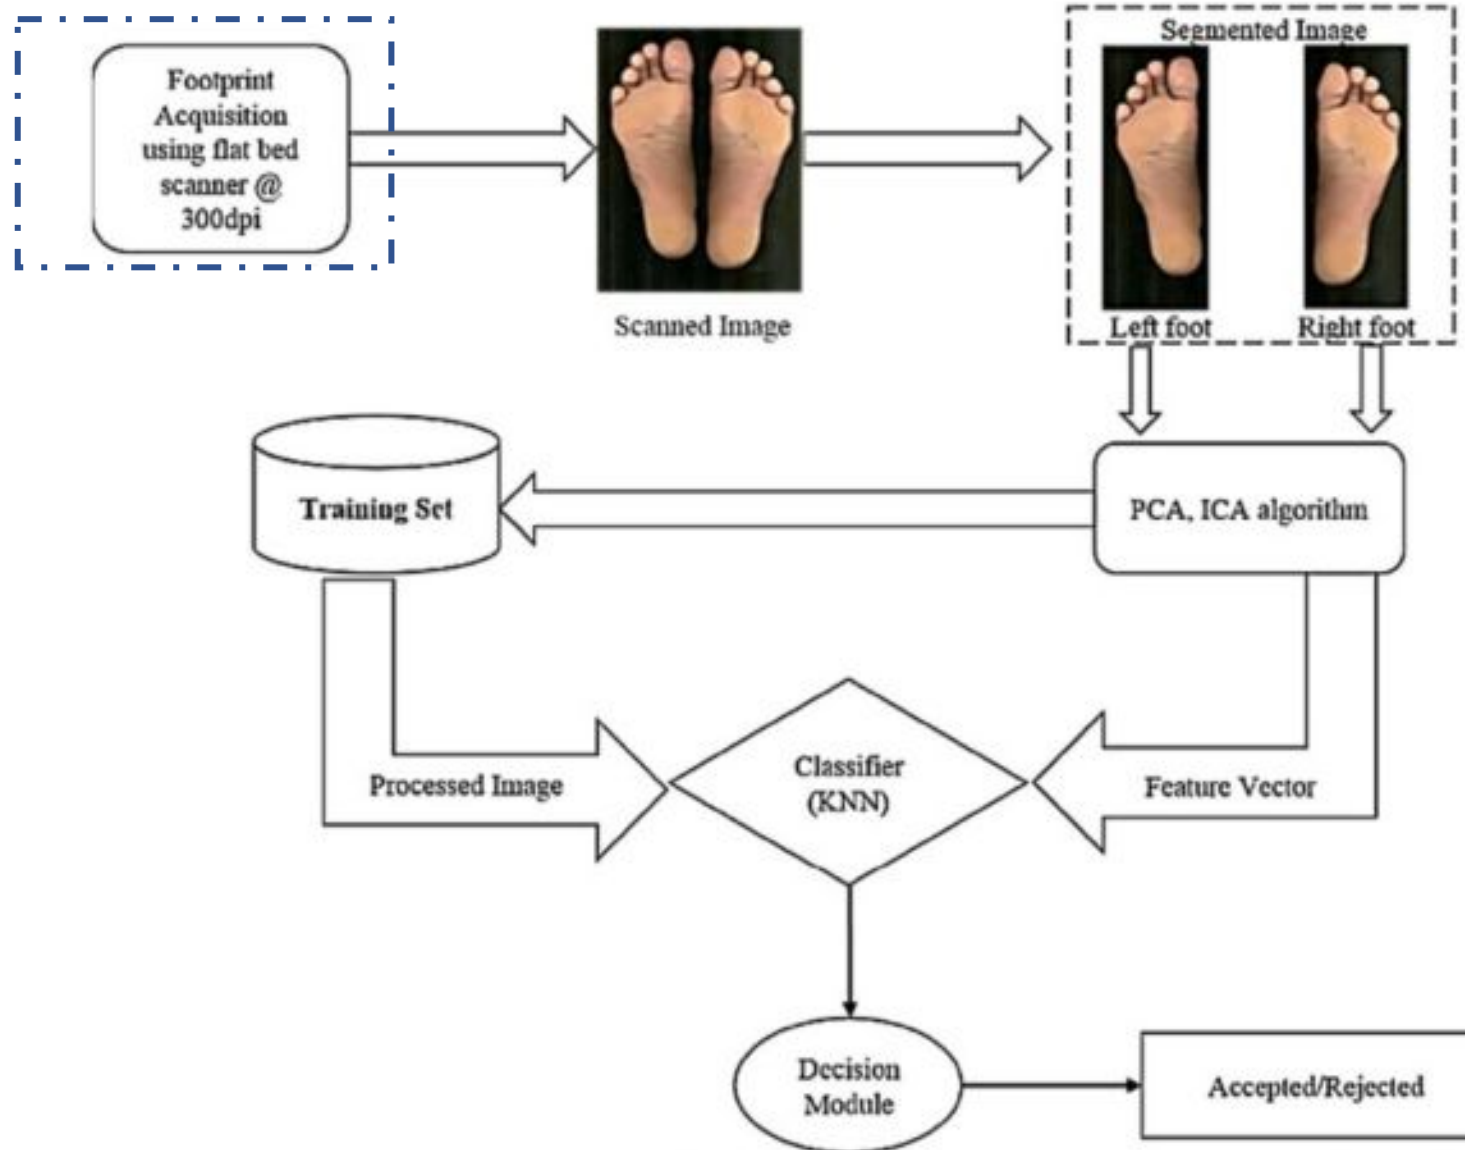 Footprint
Acquisition
using flat bed
scanner @
300dpi
Scanned Image
Segmented Image
Left foot
Right foot
Training Set
PCA, ICA algorithm
Processed Image
Classifier
(KNN)
Feature Vector
Decision
Module
Accepted/Rejected